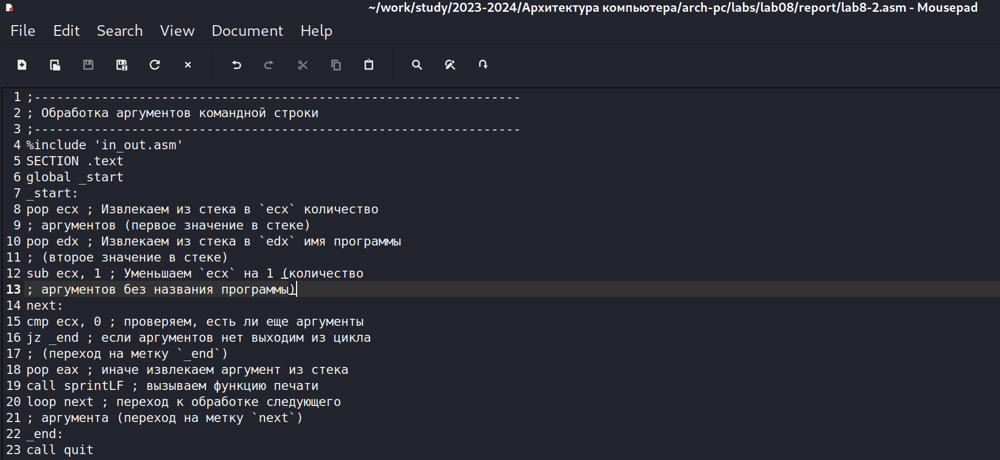 ~/work/study/2023-2024/Архитектура компьютера/arch-pc/labs/lab08/report/lab8-2.asm - Mousepad
File Edit Search View Document Help
1 ;-----------------------------------------------------------------
2 ; Обработка аргументов командной строки
3 ;-----------------------------------------------------------------
4 %include 'in_out.asm'
5 SECTION .text
6 global _start
7 _start:
8 pop ecx ; Извлекаем из стека в `ecx` количество
9 ; аргументов (первое значение в стеке)
10 pop edx ; Извлекаем из стека в `edx` имя программы
11 ; (второе значение в стеке)
12 sub ecx, 1 ; Уменьшаем `ecx` на 1 (количество
13 ; аргументов без названия программы)
14 next:
15 cmp ecx, 0 ; проверяем, есть ли еще аргументы
16 jz _end ; если аргументов нет выходим из цикла
17 ; (переход на метку `_end`)
18 pop eax ; иначе извлекаем аргумент из стека
19 call sprintLF ; вызываем функцию печати
20 loop next ; переход к обработке следующего
21 ; аргумента (переход на метку `next`)
22 _end:
23 call quit